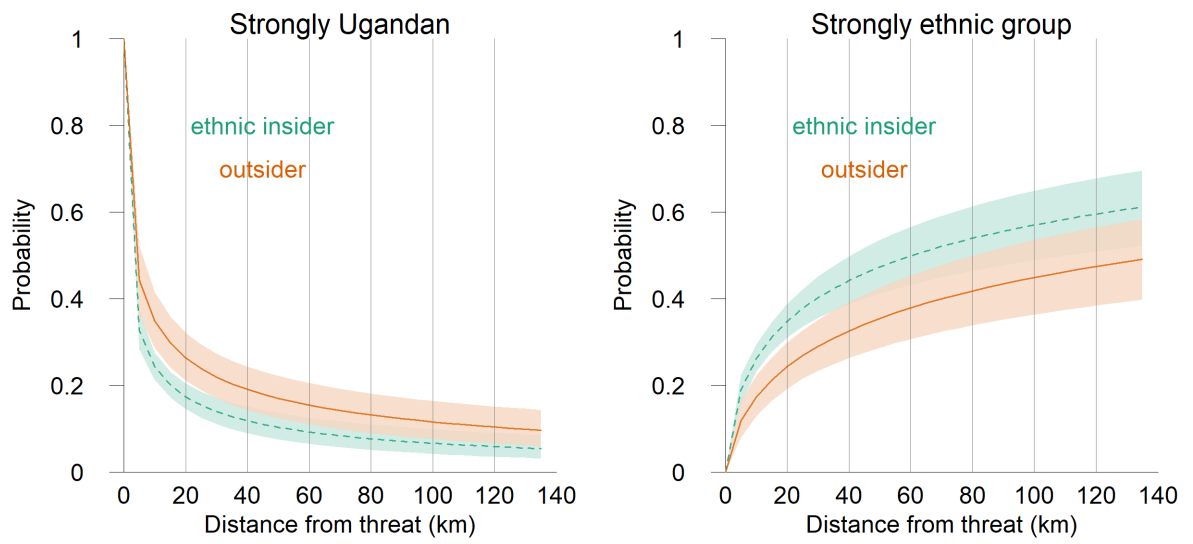 Strongly Ugandan
1
0.8
0.6
0.4
0.2
0
Probability
ethnic insider
outsider
0 20 40 60 80 100 120 140
Distance from threat (km)
Strongly ethnic group
1
0.8
0.6
0.4
0.2
0
Probability
ethnic insider
outsider
0 20 40 60 80 100 120 140
Distance from threat (km)